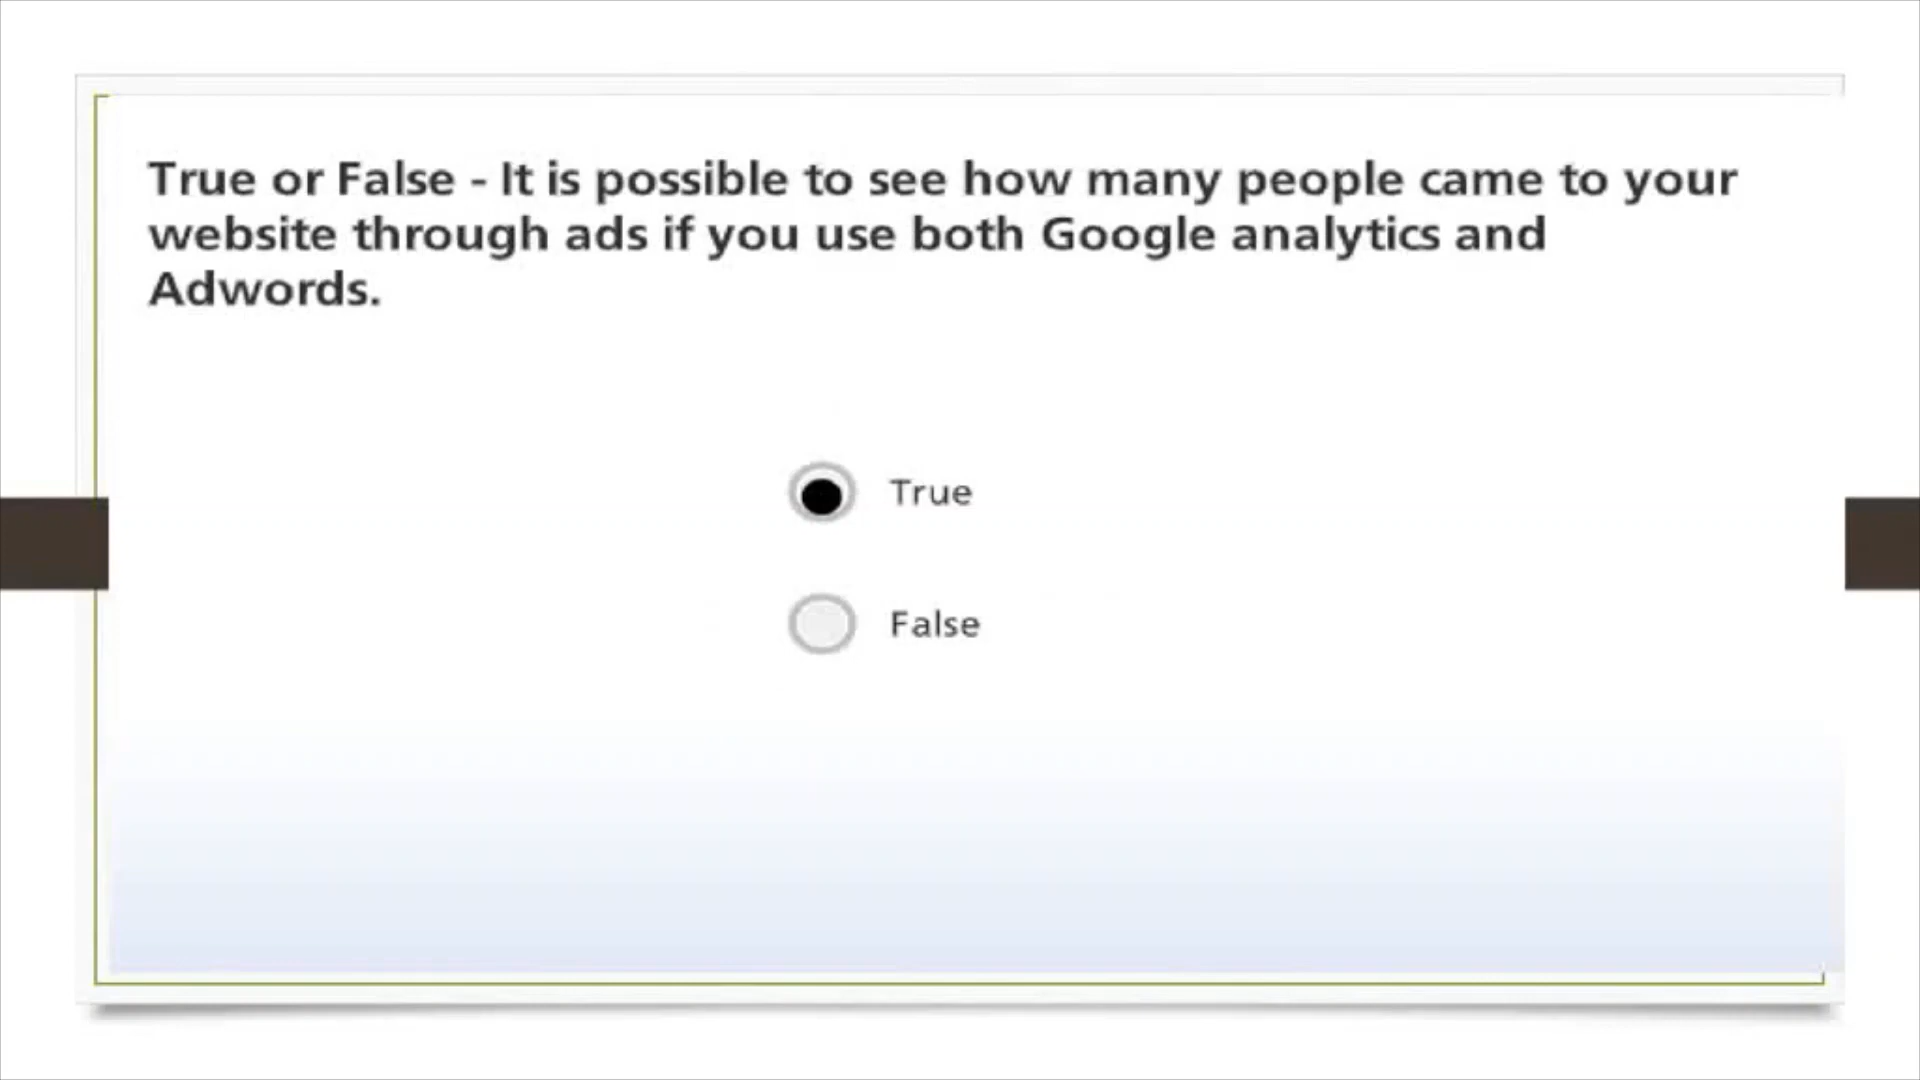 True or False - It is possible to see how many people came to your
website through ads if you use both Google analytics and
Adwords.
True
False